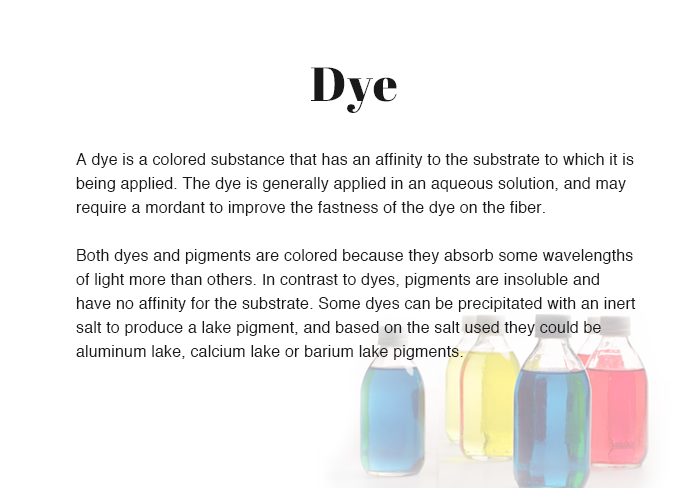 Dye
A dye is a colored substance that has an affinity to the substrate to which it is
being applied. The dye is generally applied in an aqueous solution, and may
require a mordant to improve the fastness of the dye on the fiber.
Both dyes and pigments are colored because they absorb some wavelengths
of light more than others. In contrast to dyes, pigments are insoluble and
have no affinity for the substrate. Some dyes can be precipitated with an inert
salt to produce a lake pigment, and based on the salt used they could be
aluminum lake, calcium lake or barium lake pigments.